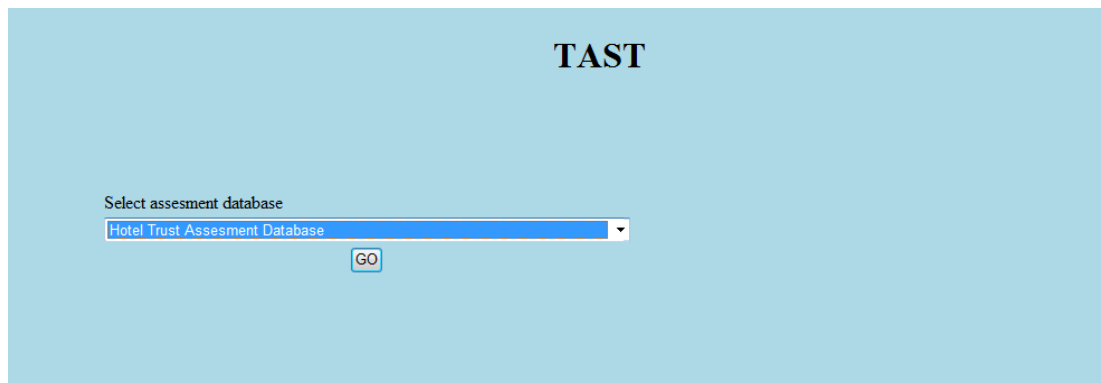 TAST
Select assesment database
Hotel Trust Assesment Database
GO